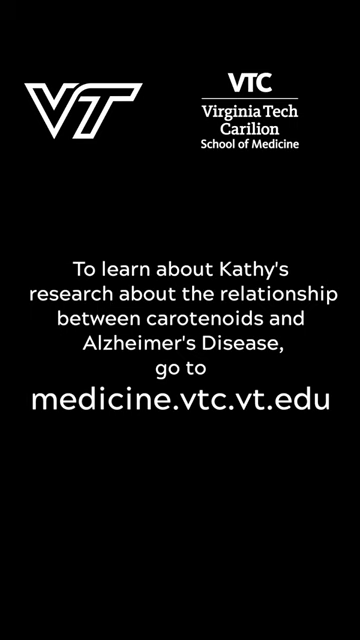 VT
VTC
Virginia Tech
Carilion
School of Medicine
To learn about Kathy's
research about the relationship
between carotenoids and
Alzheimer's Disease,
go to
medicine.vtc.vt.edu